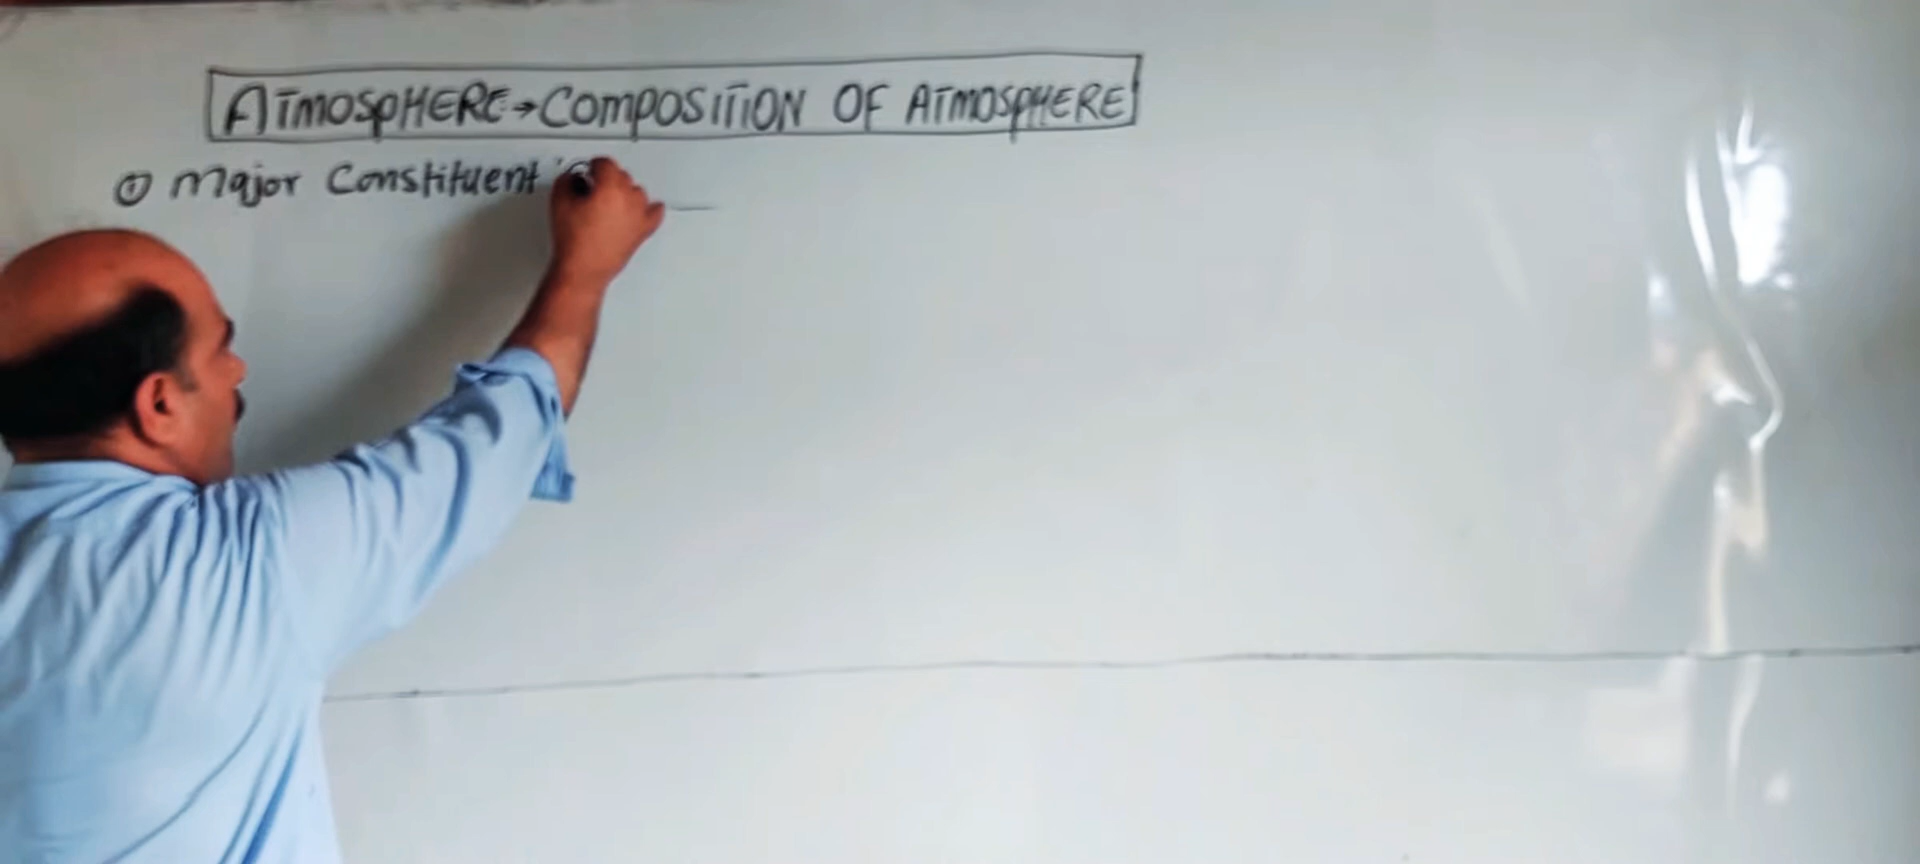 ATMOSPHERE→COMPOSITION OF ATMOSPHERE
① Major Constituent